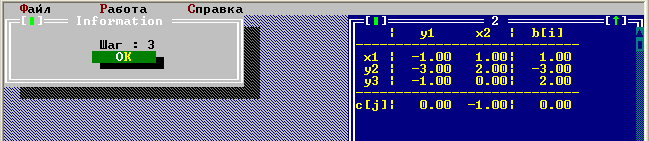 Файл Работа Справка
[■] Information
Шаг : 3
OK
[■] 2 [↑]
¦ y1 x2 ¦ b[i]
x1 ¦ -1.00 1.00¦ 1.00
y2 ¦ -3.00 2.00¦ -3.00
y3 ¦ -1.00 0.00¦ 2.00
c[j]¦ 0.00 -1.00¦ 0.00